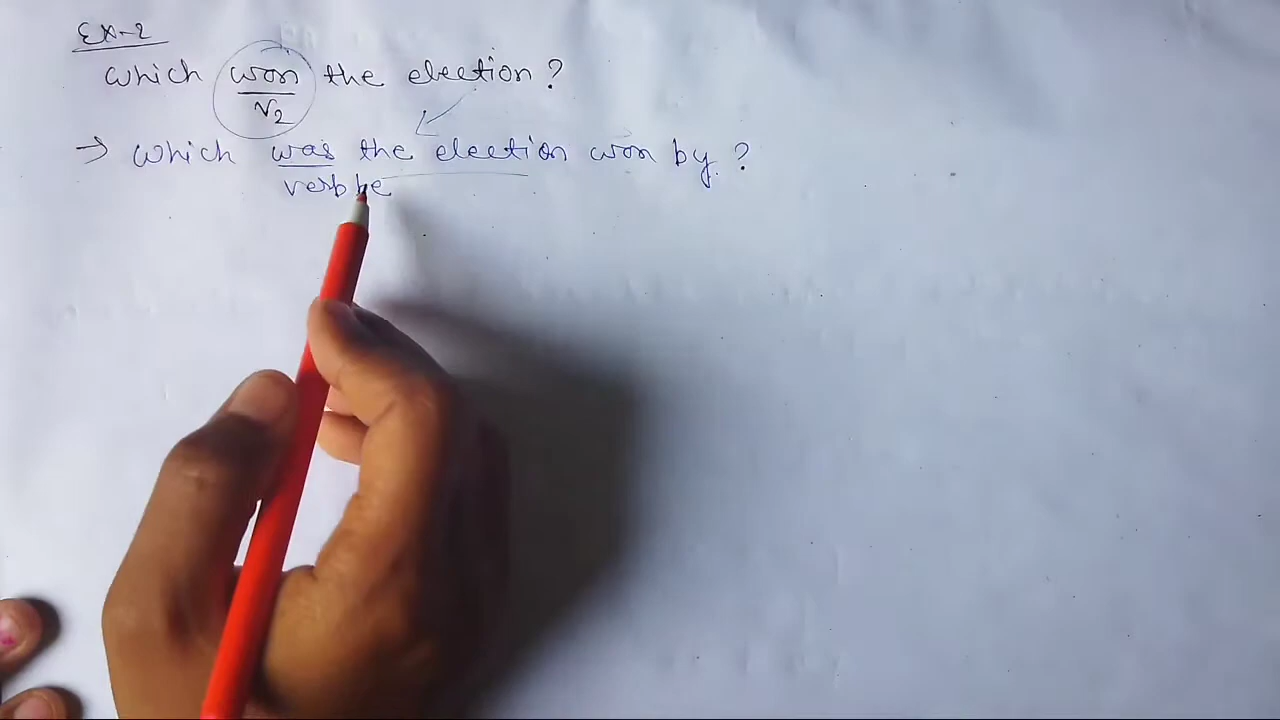 Ex-2
Which won the election ?
V2
→ Which was the election won by ?
verb be